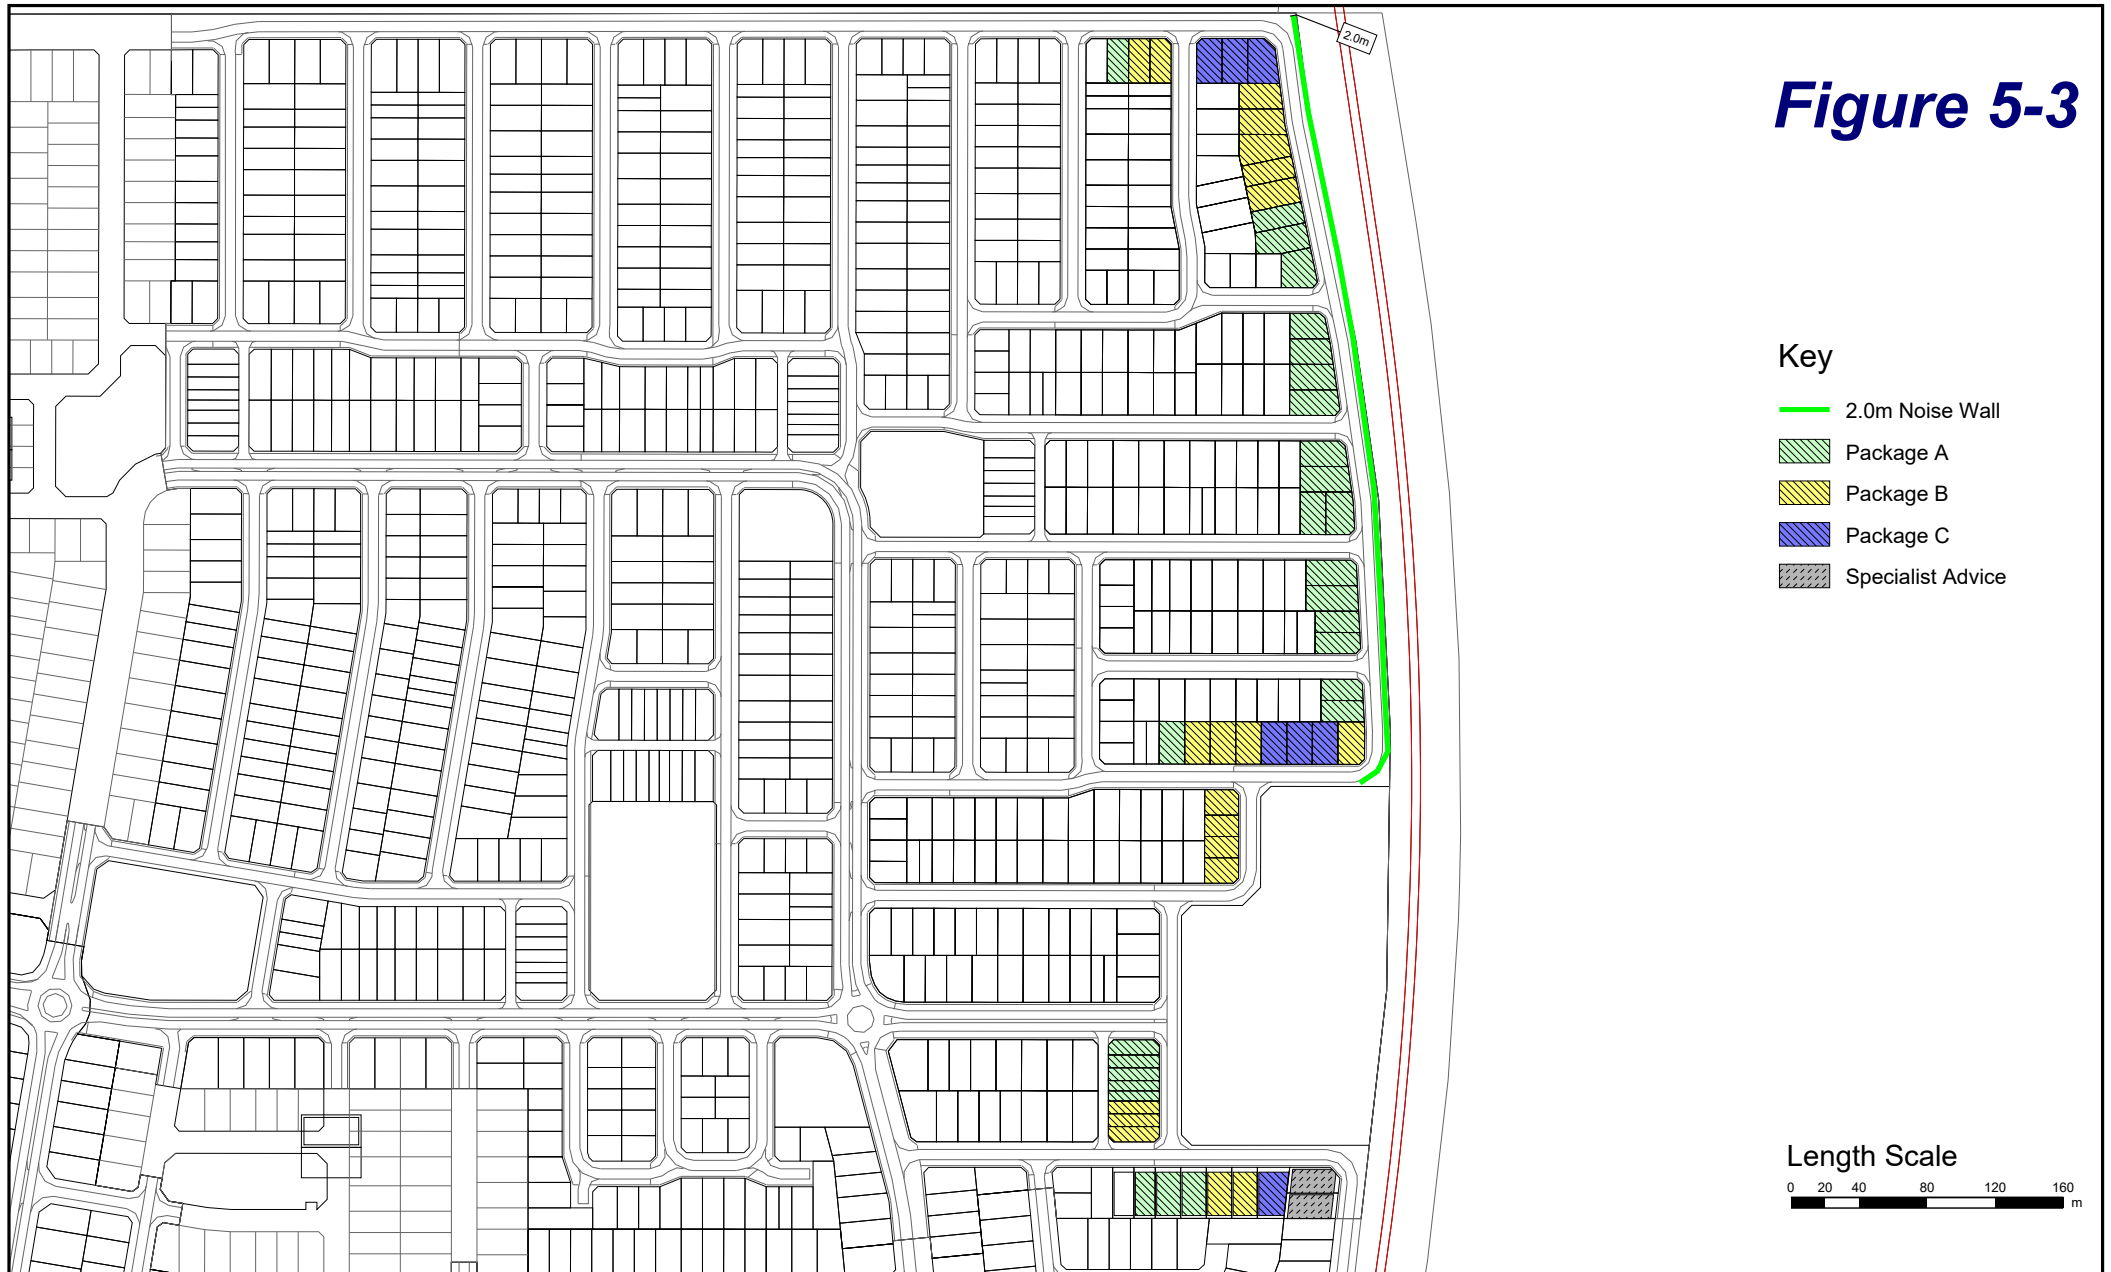 2.0m
Figure 5-3
Key
2.0m Noise Wall
Package A
Package B
Package C
Specialist Advice
Length Scale
0 20 40 80 120 160
m